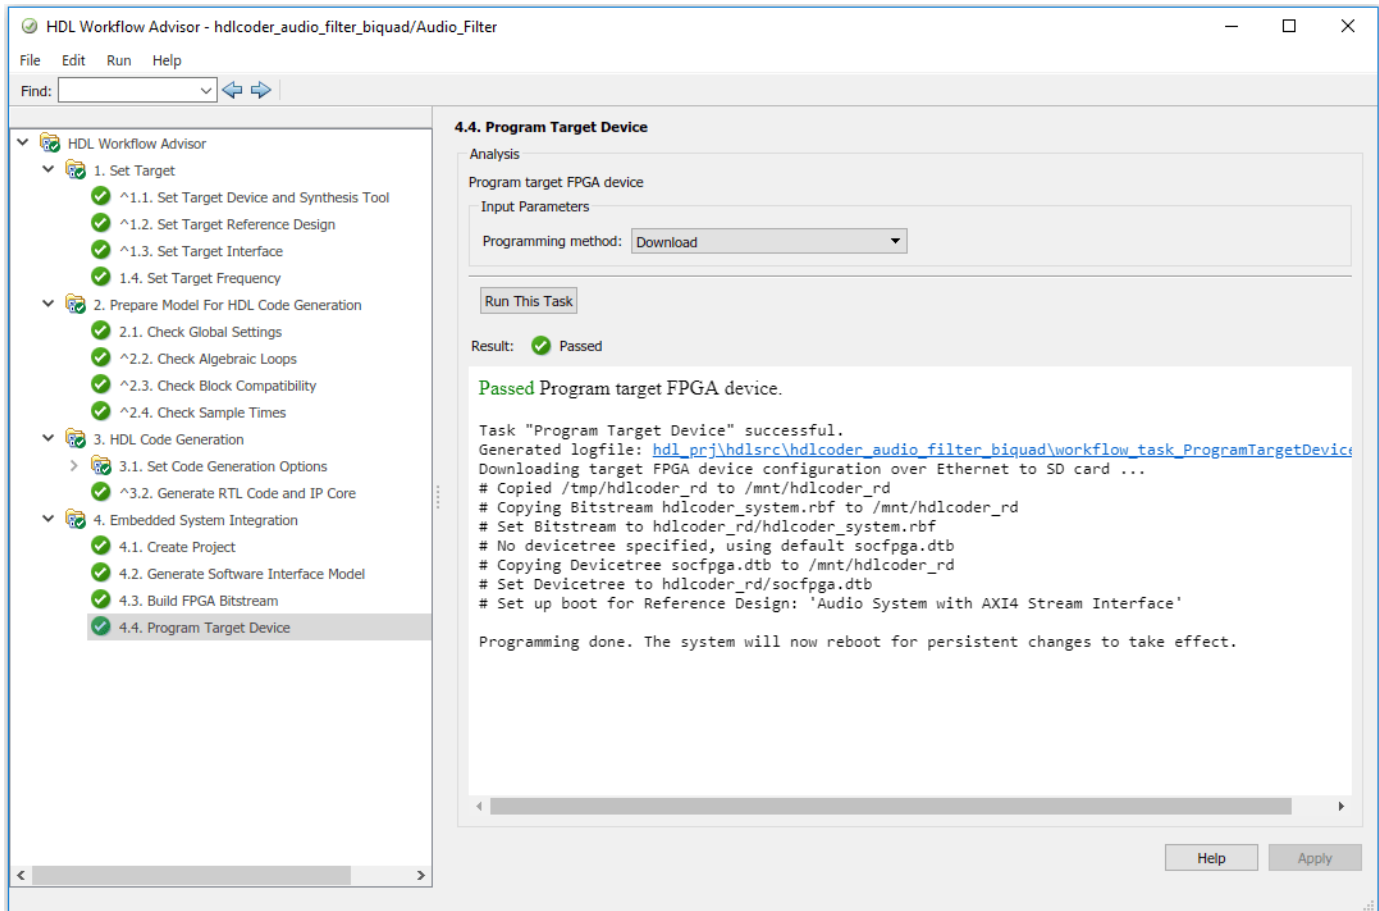 HDL Workflow Advisor - hdlcoder_audio_filter_biquad/Audio_Filter
File Edit Run Help
Find:
HDL Workflow Advisor
1. Set Target
^1.1. Set Target Device and Synthesis Tool
^1.2. Set Target Reference Design
^1.3. Set Target Interface
1.4. Set Target Frequency
2. Prepare Model For HDL Code Generation
2.1. Check Global Settings
^2.2. Check Algebraic Loops
^2.3. Check Block Compatibility
^2.4. Check Sample Times
3. HDL Code Generation
3.1. Set Code Generation Options
^3.2. Generate RTL Code and IP Core
4. Embedded System Integration
4.1. Create Project
4.2. Generate Software Interface Model
4.3. Build FPGA Bitstream
4.4. Program Target Device
4.4. Program Target Device
Analysis
Program target FPGA device
Input Parameters
Programming method: Download
Run This Task
Result: Passed
Passed Program target FPGA device.
Task "Program Target Device" successful.
Generated logfile: hdl_prj\hdlsrc\hdlcoder_audio_filter_biquad\workflow_task_ProgramTargetDevice
Downloading target FPGA device configuration over Ethernet to SD card ...
# Copied /tmp/hdlcoder_rd to /mnt/hdlcoder_rd
# Copying Bitstream hdlcoder_system.rbf to /mnt/hdlcoder_rd
# Set Bitstream to hdlcoder_rd/hdlcoder_system.rbf
# No devicetree specified, using default socfpga.dtb
# Copying Devicetree socfpga.dtb to /mnt/hdlcoder_rd
# Set Devicetree to hdlcoder_rd/socfpga.dtb
# Set up boot for Reference Design: 'Audio System with AXI4 Stream Interface'
Programming done. The system will now reboot for persistent changes to take effect.
Help Apply